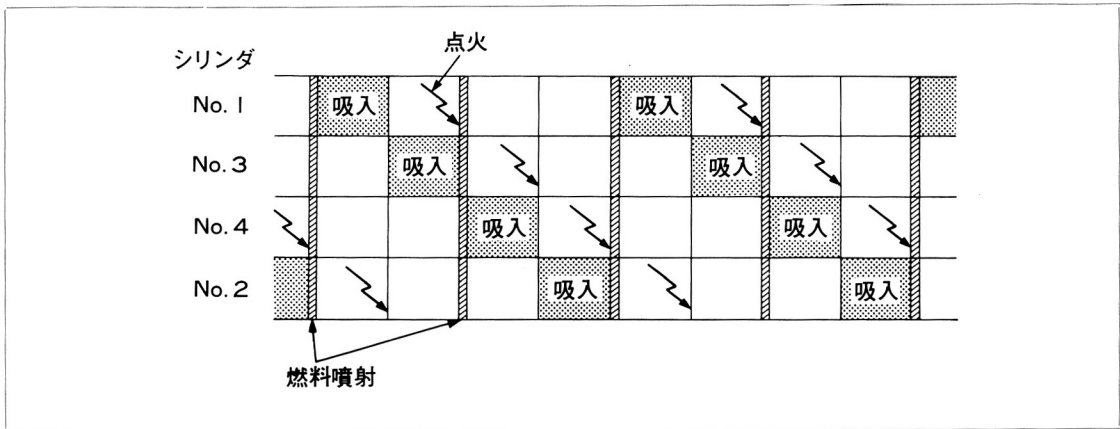 点火
シリンダ
No. 1 吸入 吸入
No. 3 吸入 吸入
No. 4 吸入 吸入
No. 2 吸入 吸入
燃料噴射